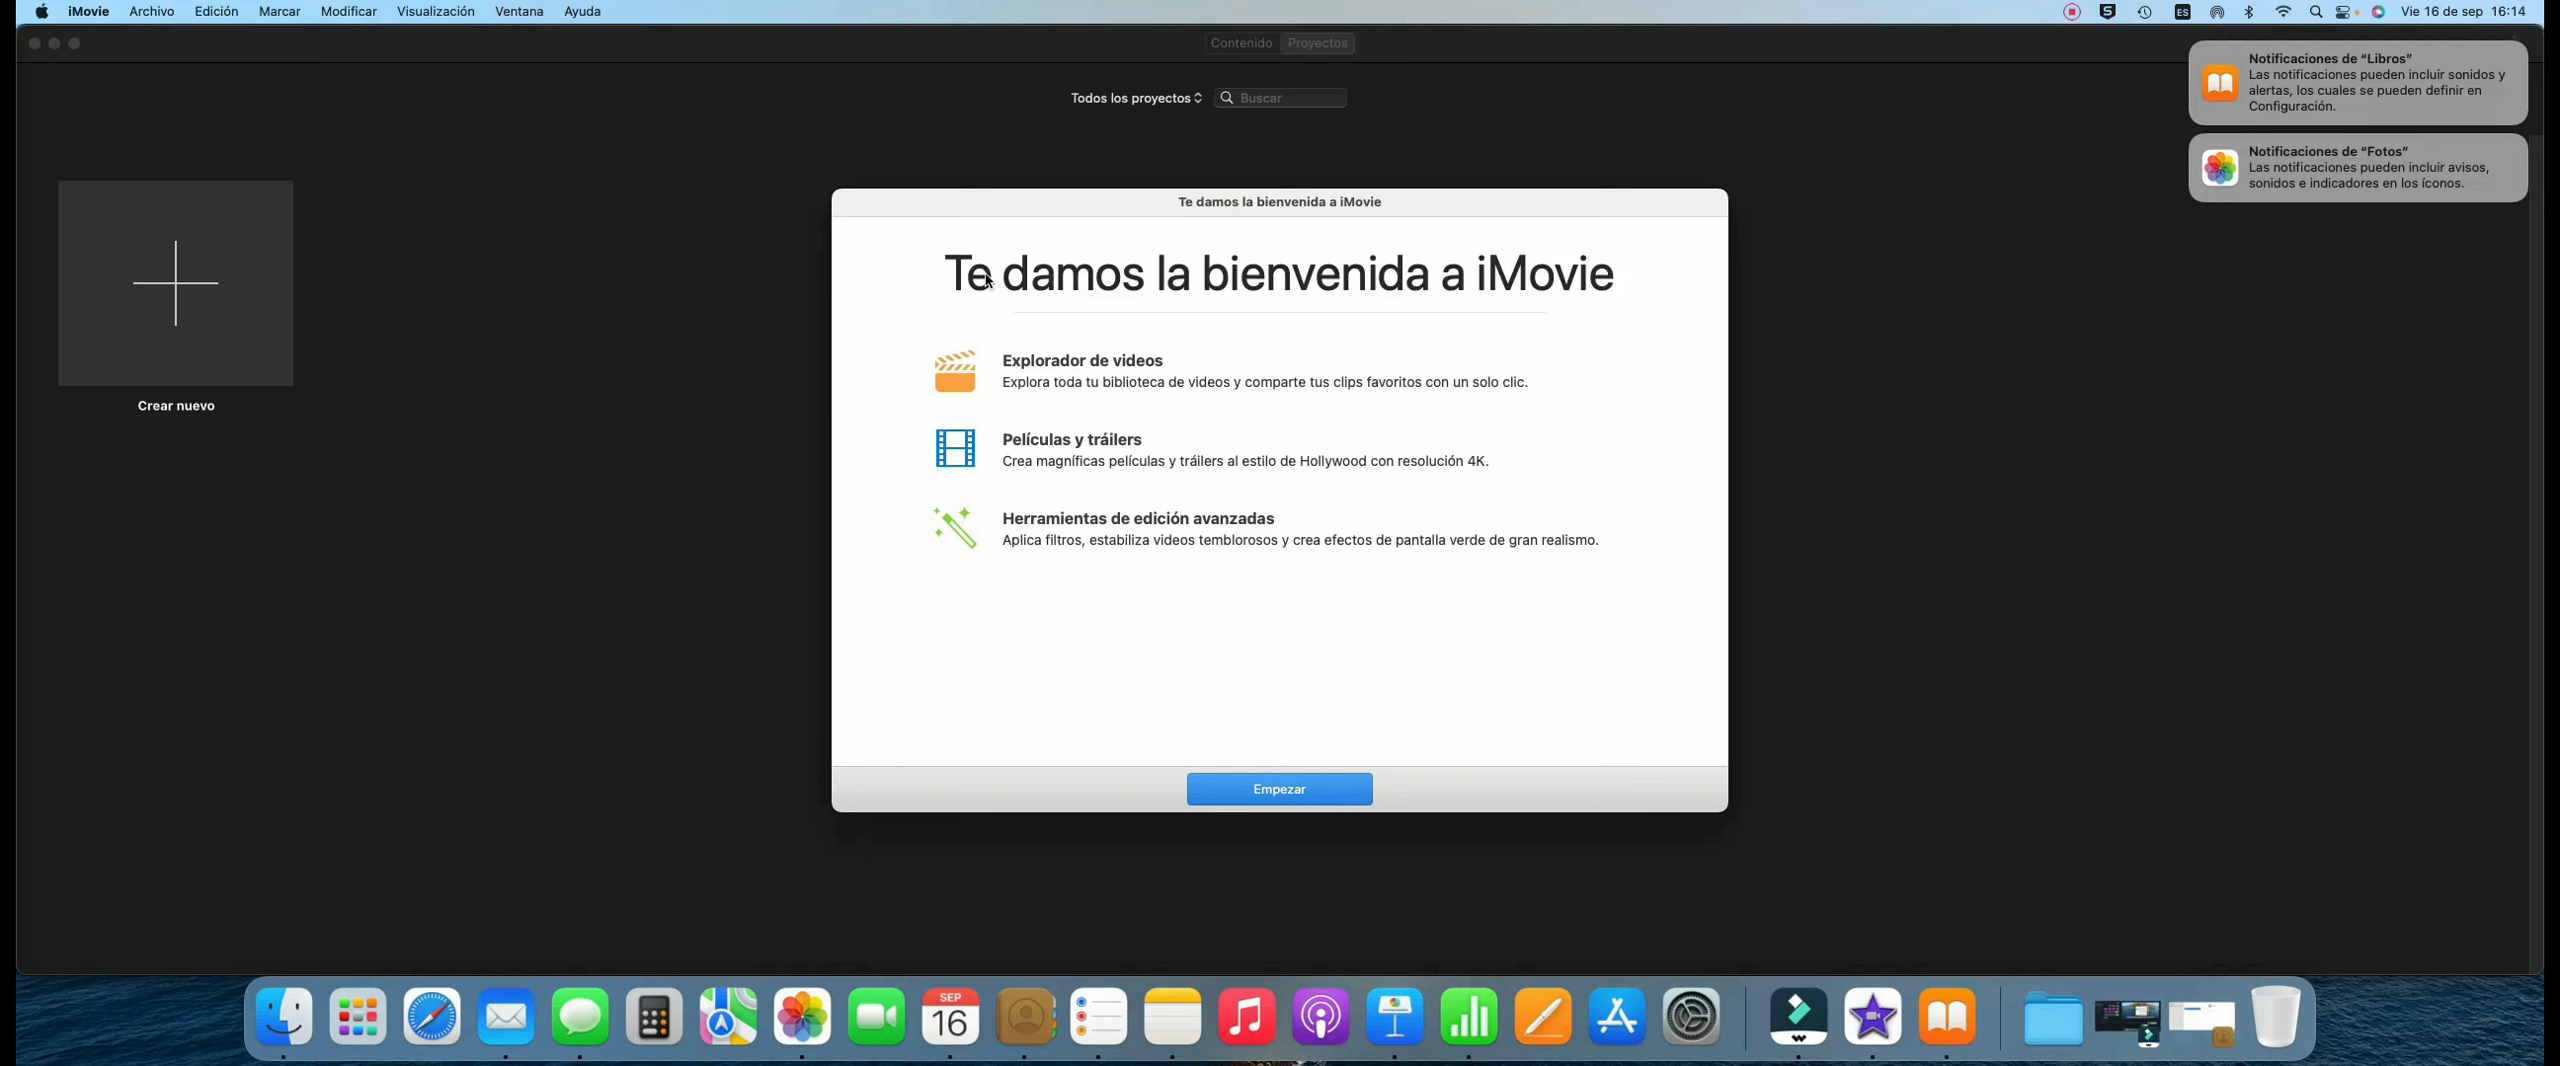 iMovie Archivo Edición Marcar Modificar Visualización Ventana Ayuda
ES Vie 16 de sep 16:14
Contenido Proyectos
Todos los proyectos Buscar
Notificaciones de “Libros”
Las notificaciones pueden incluir sonidos y
alertas, los cuales se pueden definir en
Configuración.
Notificaciones de “Fotos”
Las notificaciones pueden incluir avisos,
sonidos e indicadores en los íconos.
Crear nuevo
Te damos la bienvenida a iMovie
Te damos la bienvenida a iMovie
Explorador de videos
Explora toda tu biblioteca de videos y comparte tus clips favoritos con un solo clic.
Películas y tráilers
Crea magníficas películas y tráilers al estilo de Hollywood con resolución 4K.
Herramientas de edición avanzadas
Aplica filtros, estabiliza videos temblorosos y crea efectos de pantalla verde de gran realismo.
Empezar
SEP
16